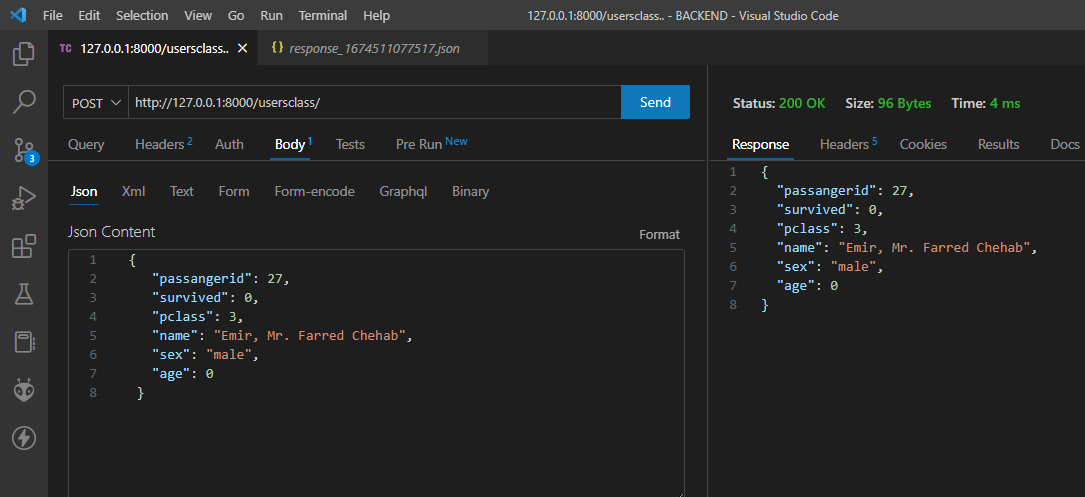 File Edit Selection View Go Run Terminal Help 127.0.0.1:8000/usersclass.. - BACKEND - Visual Studio Code
TC 127.0.0.1:8000/usersclass.. × {} response_1674511077517.json
POST http://127.0.0.1:8000/usersclass/ Send
Query Headers 2 Auth Body 1 Tests Pre Run New
Json Xml Text Form Form-encode Graphql Binary
Json Content Format
1 {
2 "passangerid": 27,
3 "survived": 0,
4 "pclass": 3,
5 "name": "Emir, Mr. Farred Chehab",
6 "sex": "male",
7 "age": 0
8 }
Status: 200 OK Size: 96 Bytes Time: 4 ms
Response Headers 5 Cookies Results Docs
1 {
2 "passangerid": 27,
3 "survived": 0,
4 "pclass": 3,
5 "name": "Emir, Mr. Farred Chehab",
6 "sex": "male",
7 "age": 0
8 }
3